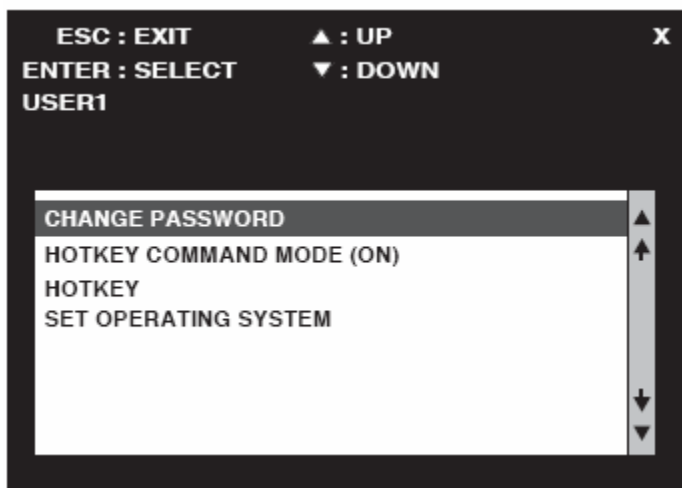 ESC : EXIT ▲ : UP X
ENTER : SELECT ▼ : DOWN
USER1
CHANGE PASSWORD
HOTKEY COMMAND MODE (ON)
HOTKEY
SET OPERATING SYSTEM